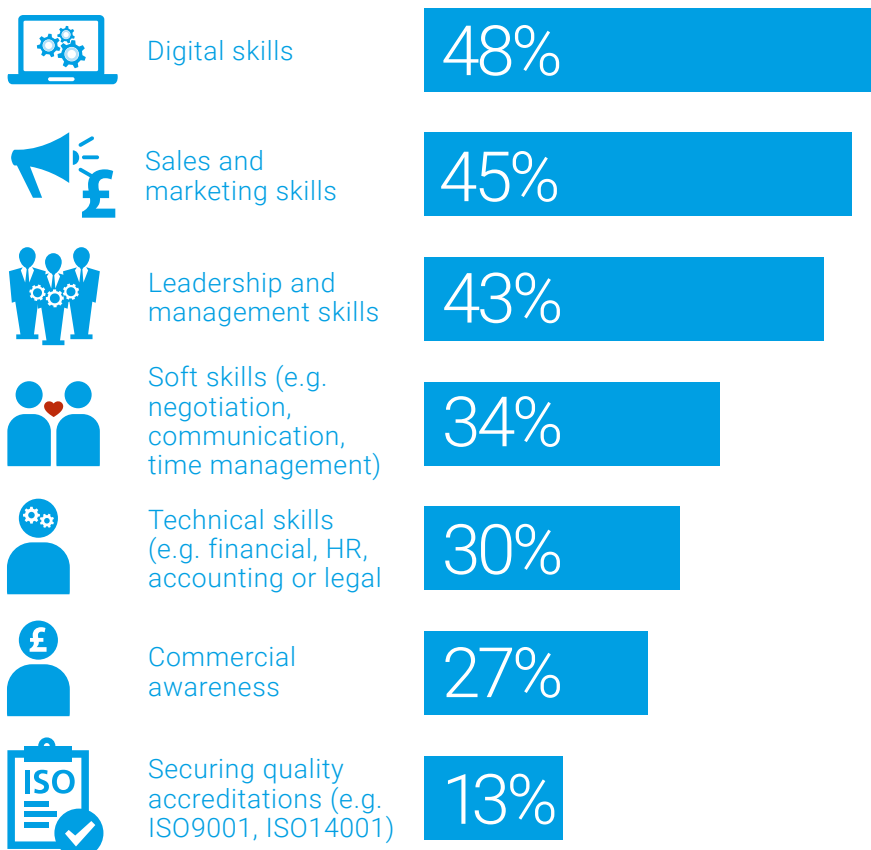 Digital skills
48%
Sales and
marketing skills
45%
£
Leadership and
management skills
43%
Soft skills (e.g.
negotiation,
communication,
time management)
34%
Technical skills
(e.g. financial, HR,
accounting or legal
30%
£
Commercial
awareness
27%
ISO
Securing quality
accreditations (e.g.
ISO9001, ISO14001)
13%